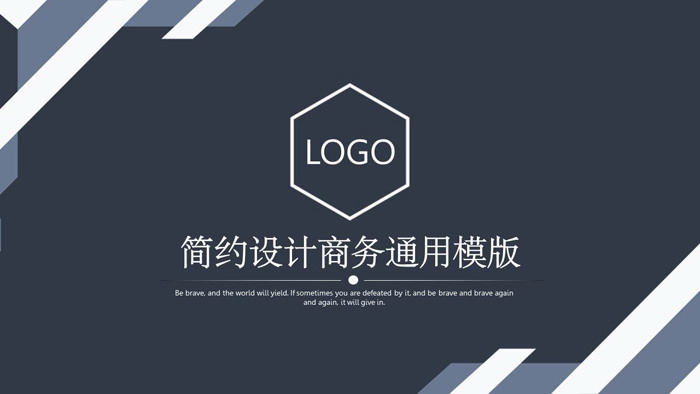 LOGO
简约设计商务通用模版
Be brave, and the world will yield. If sometimes you are defeated by it, and be brave and brave again
and again, it will give in.